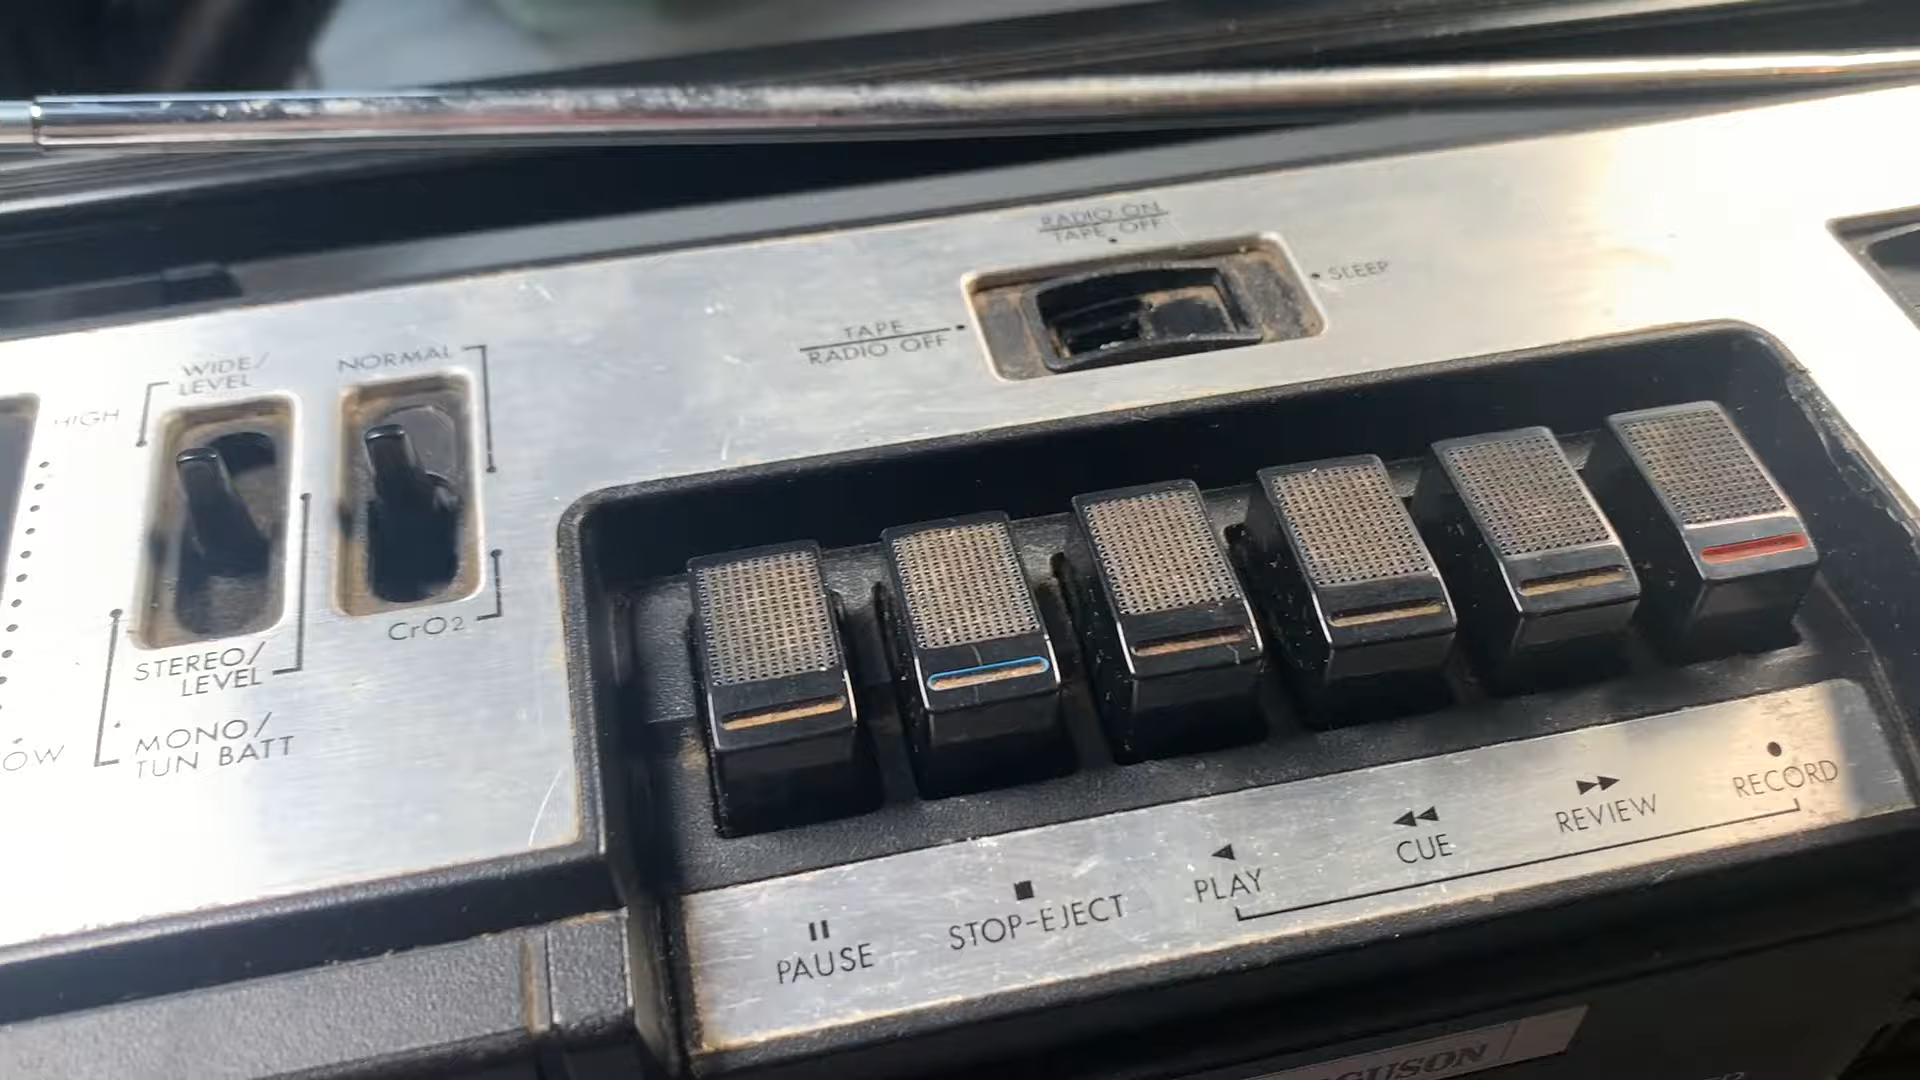 RADIO ON
TAPE OFF
SLEEP
TAPE
RADIO OFF
WIDE/
LEVEL
NORMAL
HIGH
CrO2
STEREO/
LEVEL
MONO/
TUN BATT
PAUSE
STOP-EJECT
PLAY
CUE
REVIEW
RECORD